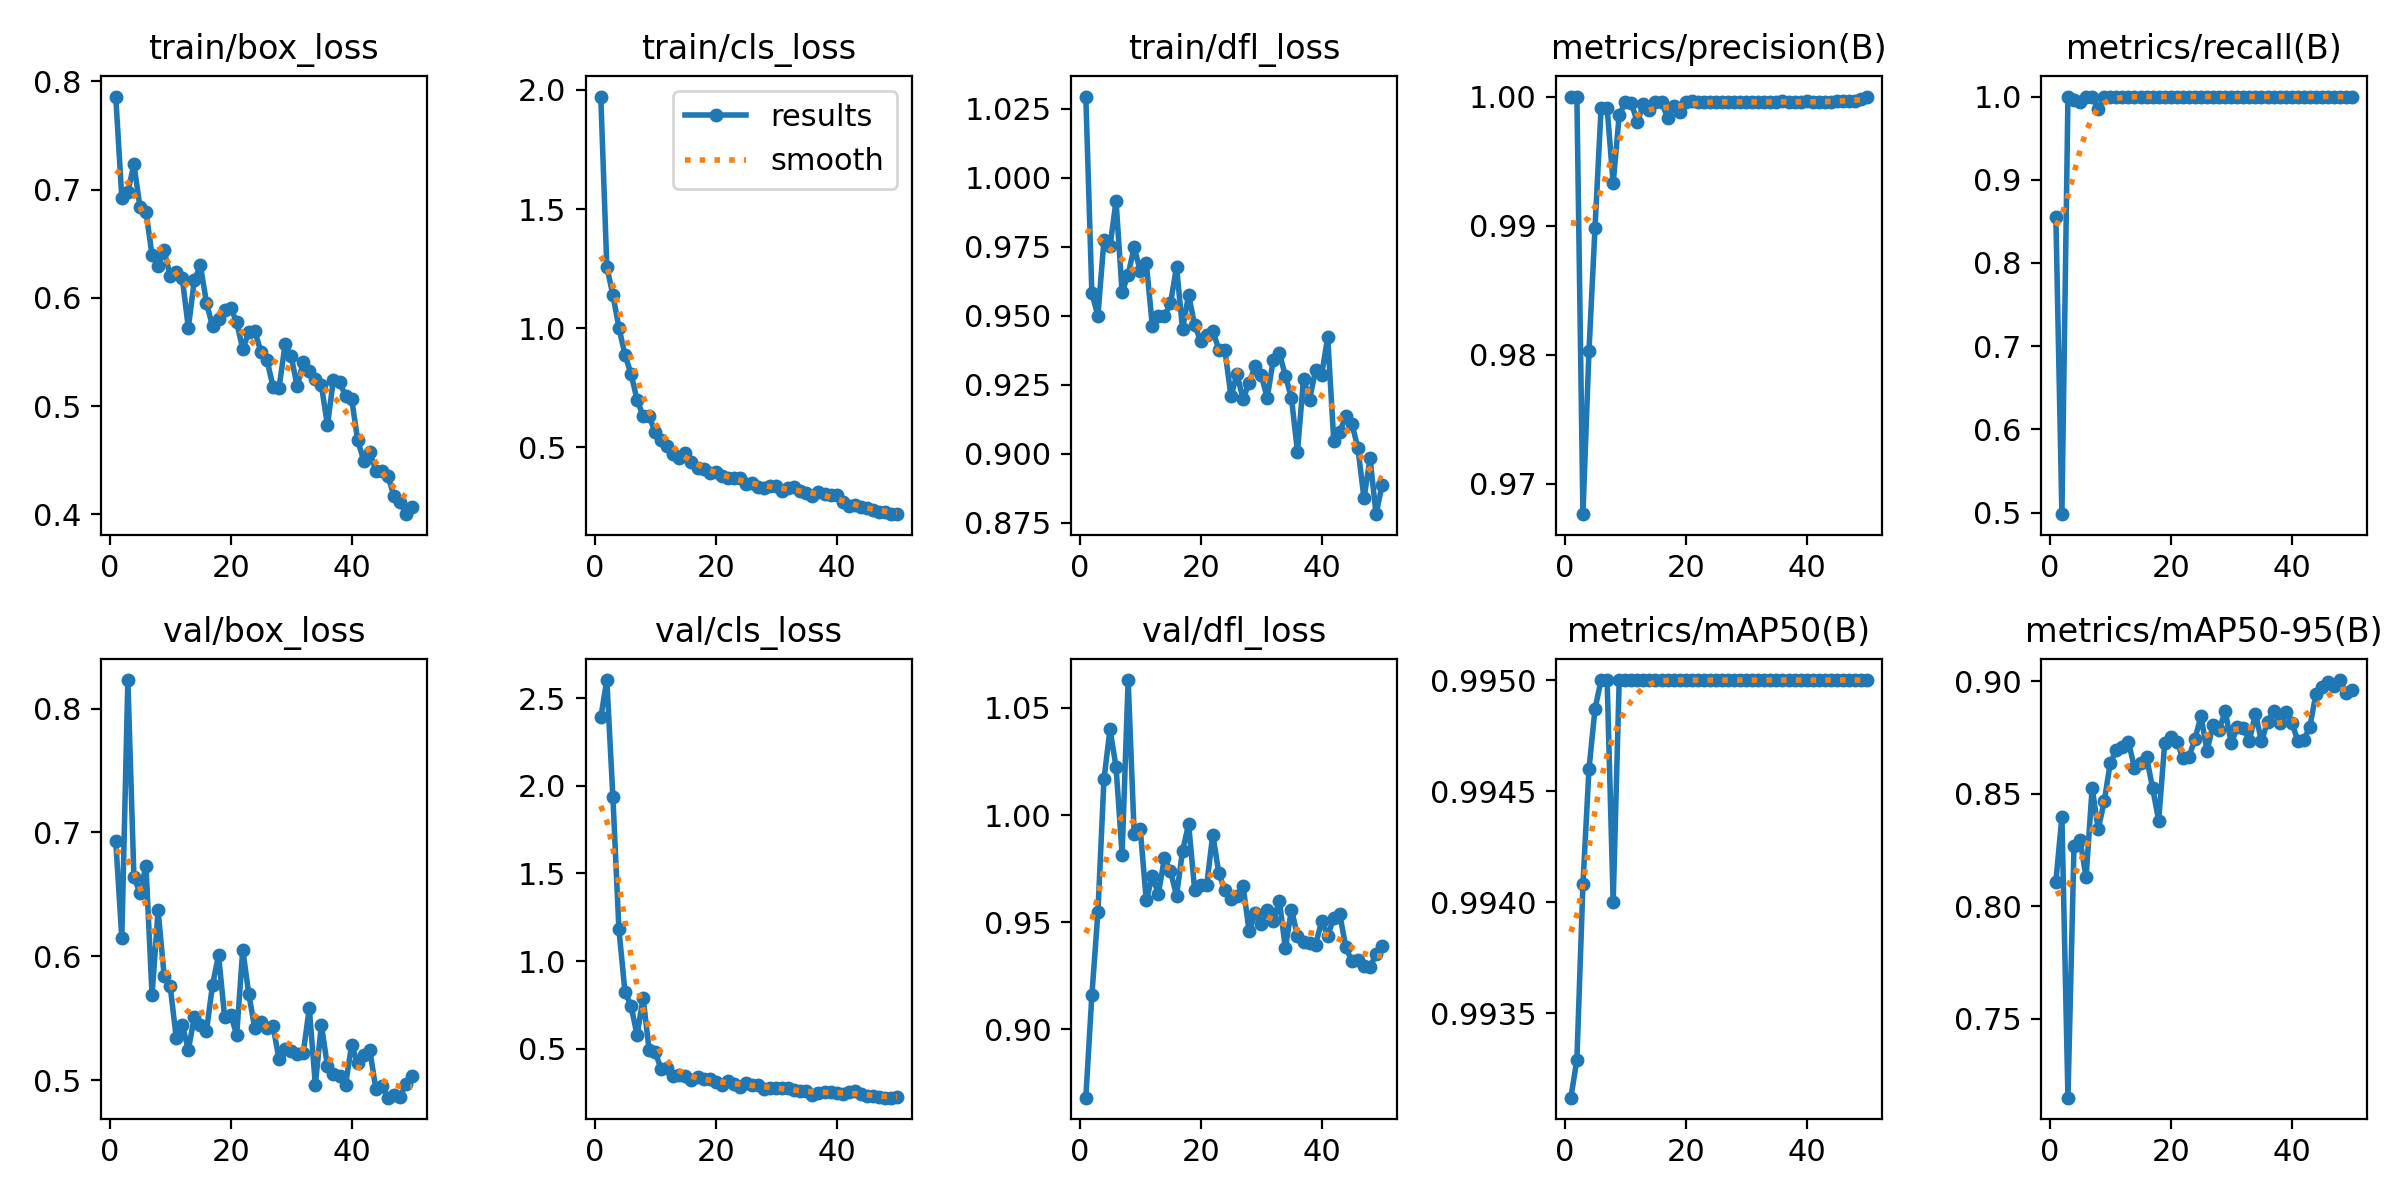 train/box_loss
0.8
0.7
0.6
0.5
0.4
0 20 40
train/cls_loss
results
smooth
2.0
1.5
1.0
0.5
0 20 40
train/dfl_loss
1.025
1.000
0.975
0.950
0.925
0.900
0.875
0 20 40
metrics/precision(B)
1.00
0.99
0.98
0.97
0 20 40
metrics/recall(B)
1.0
0.9
0.8
0.7
0.6
0.5
0 20 40
val/box_loss
0.8
0.7
0.6
0.5
0 20 40
val/cls_loss
2.5
2.0
1.5
1.0
0.5
0 20 40
val/dfl_loss
1.05
1.00
0.95
0.90
0 20 40
metrics/mAP50(B)
0.9950
0.9945
0.9940
0.9935
0 20 40
metrics/mAP50-95(B)
0.90
0.85
0.80
0.75
0 20 40